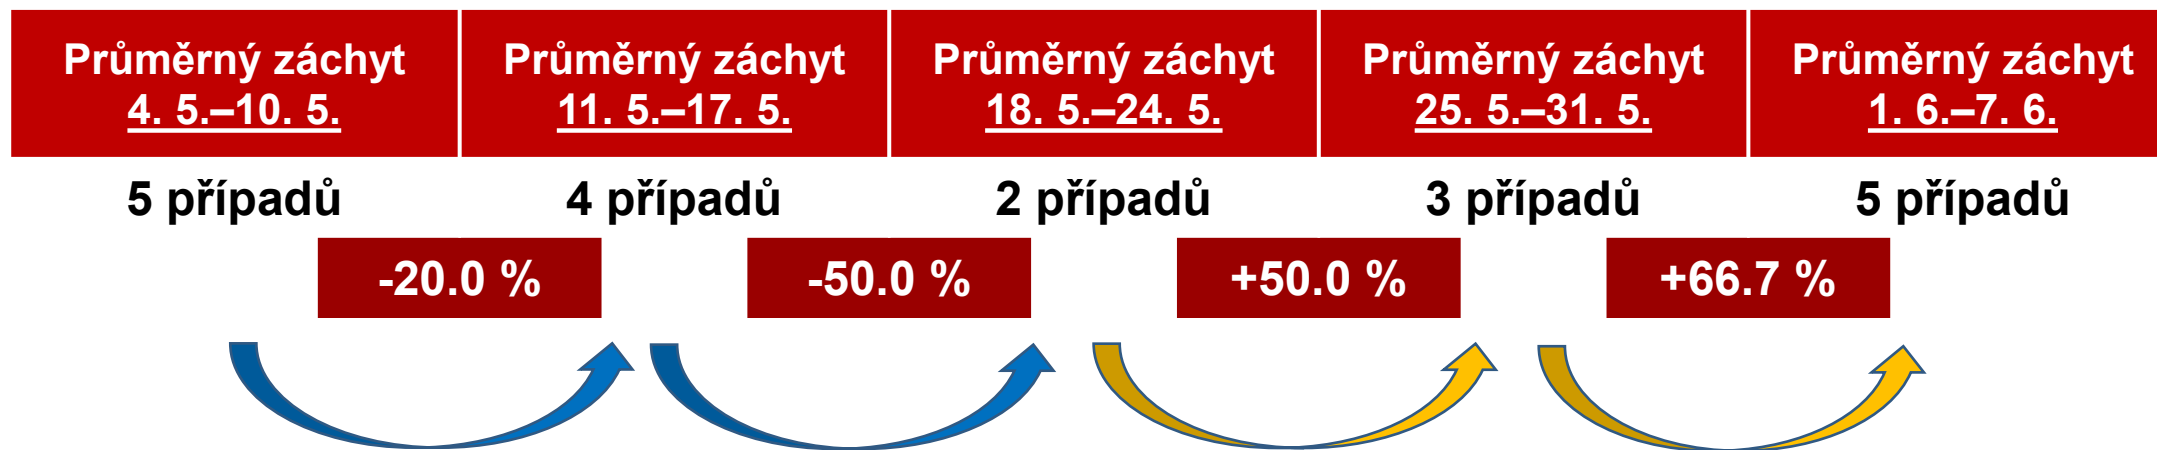 Průměrný záchyt
4. 5.–10. 5.
Průměrný záchyt
11. 5.–17. 5.
Průměrný záchyt
18. 5.–24. 5.
Průměrný záchyt
25. 5.–31. 5.
Průměrný záchyt
1. 6.–7. 6.
5 případů
4 případů
2 případů
3 případů
5 případů
-20.0 %
-50.0 %
+50.0 %
+66.7 %